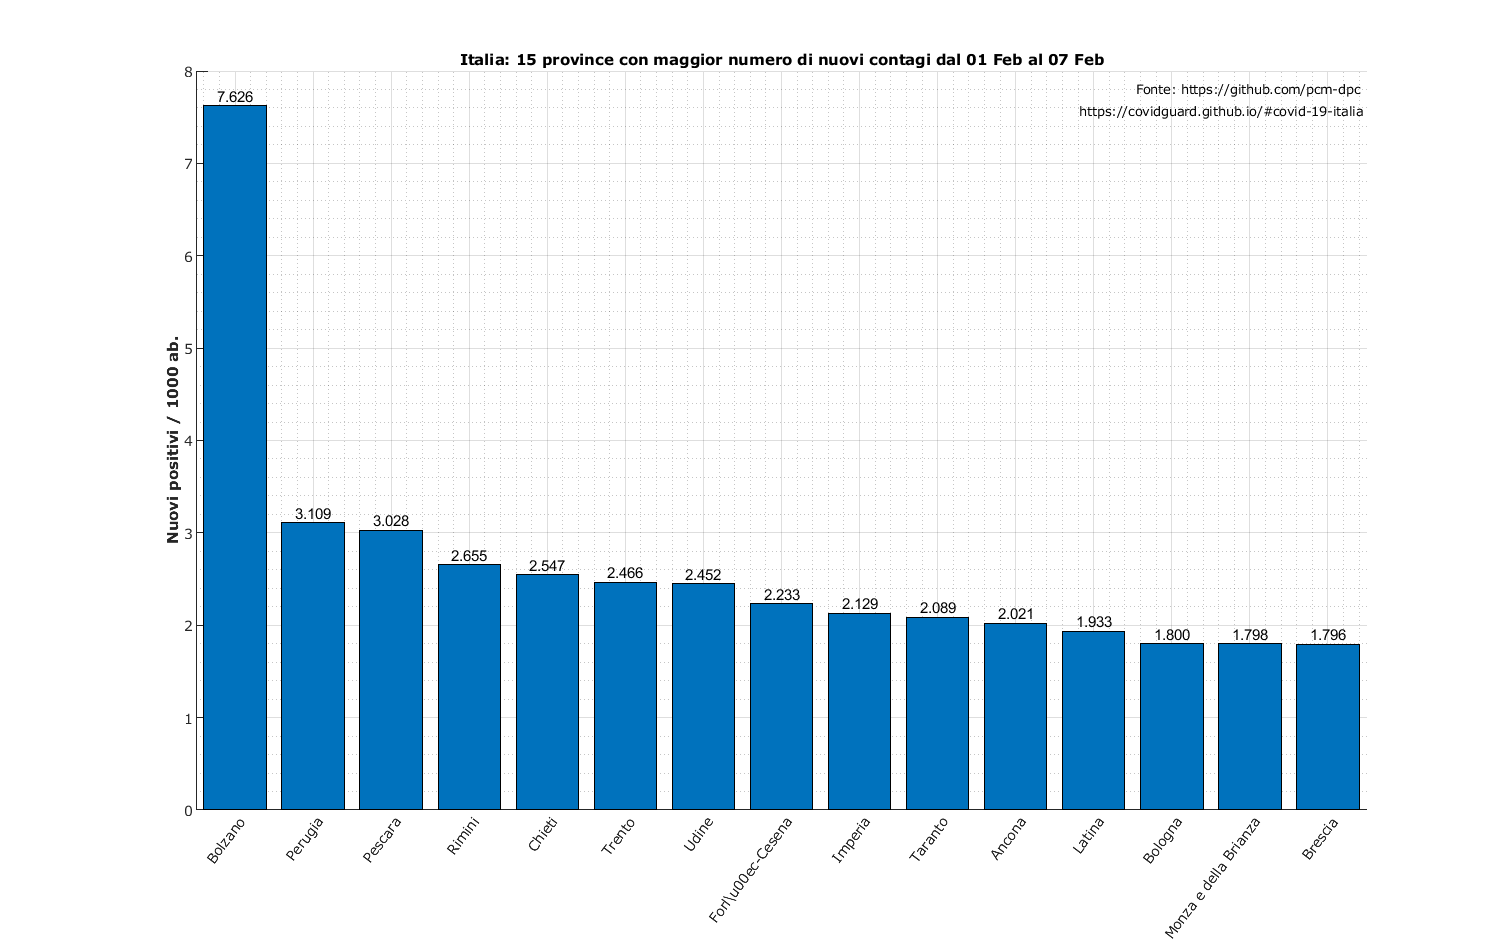 Italia: 15 province con maggior numero di nuovi contagi dal 01 Feb al 07 Feb
Fonte: https://github.com/pcm-dpc
https://covidguard.github.io/#covid-19-italia
Nuovi positivi / 1000 ab.
8
7
6
5
4
3
2
1
0
7.626
3.109
3.028
2.655
2.547
2.466
2.452
2.233
2.129
2.089
2.021
1.933
1.800
1.798
1.796
Bolzano
Perugia
Pescara
Rimini
Chieti
Trento
Udine
Forl\u00ec-Cesena
Imperia
Taranto
Ancona
Latina
Bologna
Monza e della Brianza
Brescia